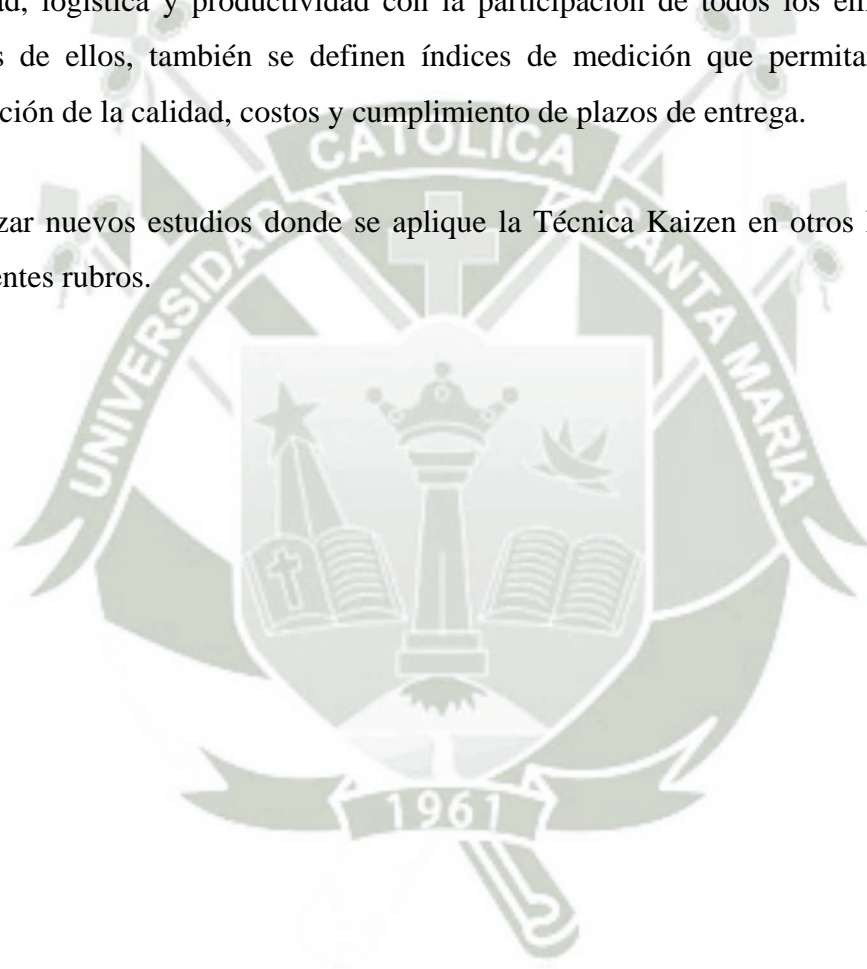 ad, logística y productividad con la participación de todos los
s de ellos, también se definen índices de medición que
ción de la calidad, costos y cumplimiento de plazos de entrega.
zar nuevos estudios donde se aplique la Técnica Kaizen en otros
entes rubros.
UNIVERSIDAD CATOLICA SANTA MARIA
1961